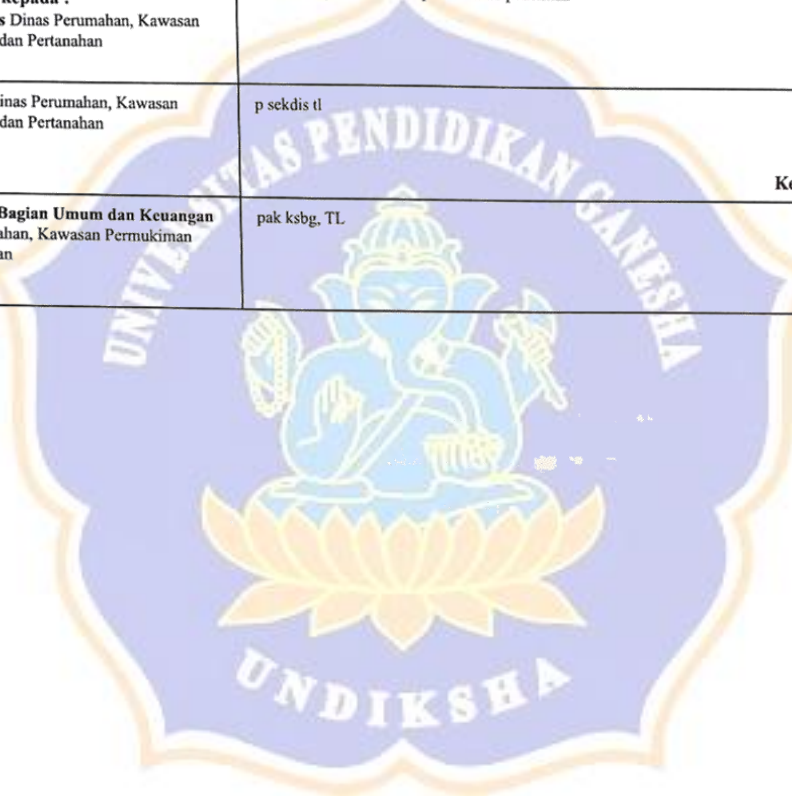 Dinas Perumahan, Kawasan
dan Pertanahan
inas Perumahan, Kawasan
dan Pertanahan
p sekdis tl
Ke
Bagian Umum dan Keuangan
ahan, Kawasan Permukiman
an
pak ksbg, TL
UNIVERSITAS PENDIDIKAN GANESHA
UNDIKSHA